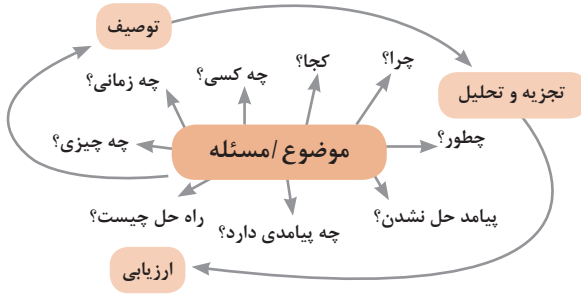 توصیف
چرا؟
کجا؟
چه کسی؟
چه زمانی؟
تجزیه و تحلیل
چطور؟
موضوع /مسئله
چه چیزی؟
پیامد حل نشدن؟
چه پیامدی دارد؟
راه حل چیست؟
ارزیابی